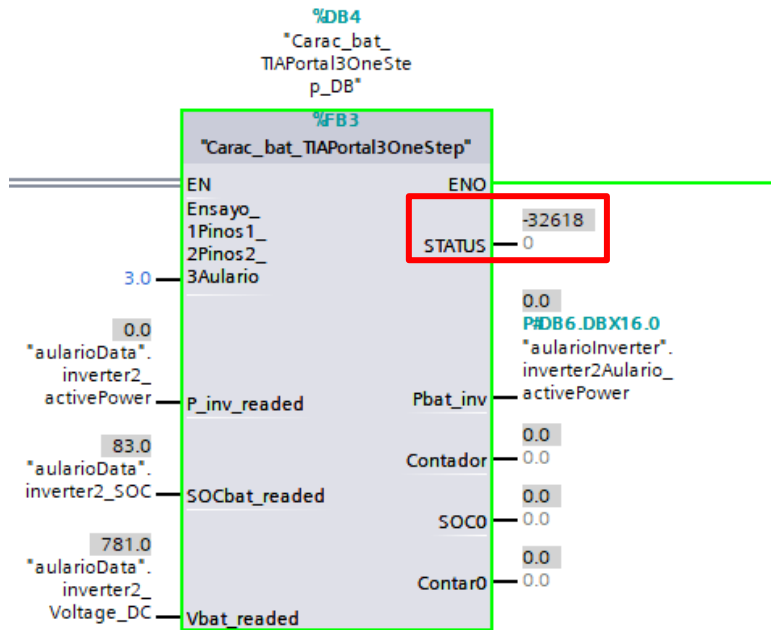 %DB4
"Carac_bat_
TIAPortal3OneSte
p_DB"
%FB3
"Carac_bat_TIAPortal3OneStep"
EN
ENO
Ensayo_
1Pinos1_
2Pinos2_
3Aulario
3.0
-32618
STATUS
0
0.0
"aularioData".
inverter2_
activePower
P_inv_readed
0.0
P#DB6.DBX16.0
"aularioInverter".
inverter2Aulario_
activePower
Pbat_inv
83.0
"aularioData".
inverter2_SOC
SOCbat_readed
0.0
Contador
0.0
0.0
SOC0
0.0
781.0
"aularioData".
inverter2_
Voltage_DC
Vbat_readed
0.0
Contar0
0.0